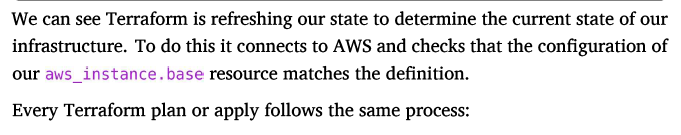 We can see Terraform is refreshing our state to determine the current state of our
infrastructure. To do this it connects to AWS and checks that the configuration of
our aws_instance.base resource matches the definition.
Every Terraform plan or apply follows the same process: